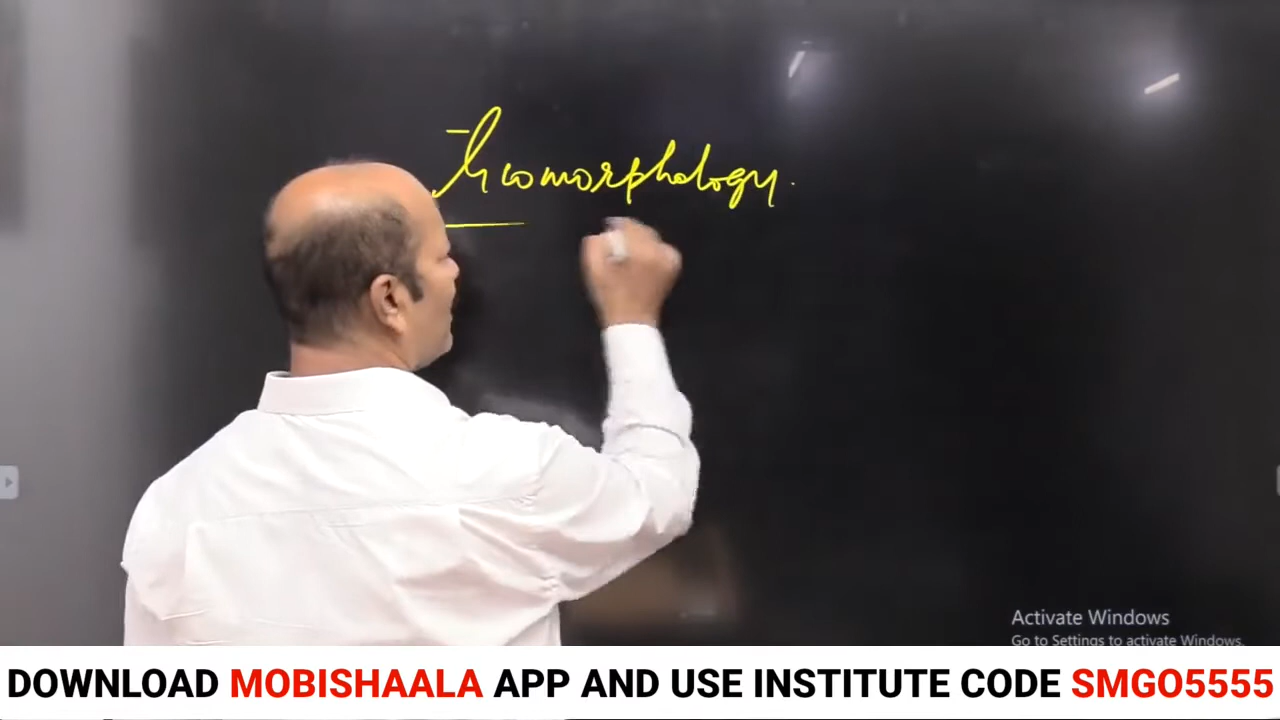 Geomorphology.
Activate Windows
Go to Settings to activate Windows.
DOWNLOAD MOBISHAALA APP AND USE INSTITUTE CODE SMGO5555